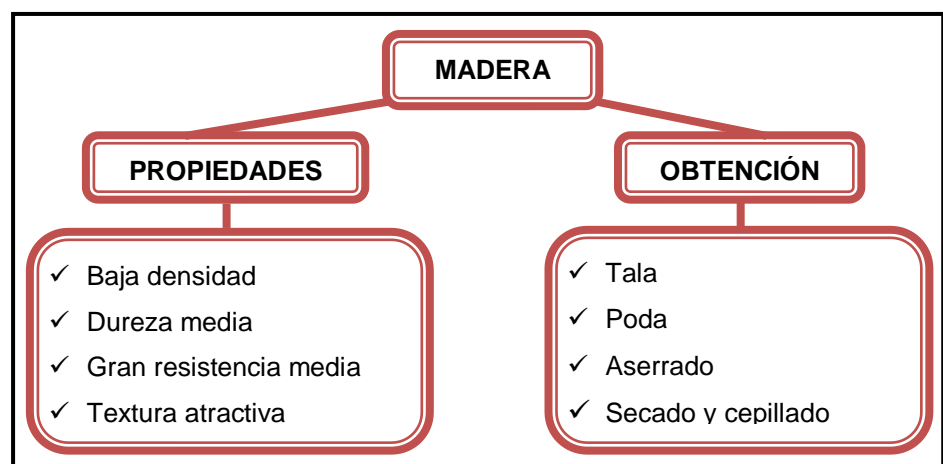 MADERA
PROPIEDADES
✓ Baja densidad
✓ Dureza media
✓ Gran resistencia media
✓ Textura atractiva
OBTENCIÓN
✓ Tala
✓ Poda
✓ Aserrado
✓ Secado y cepillado